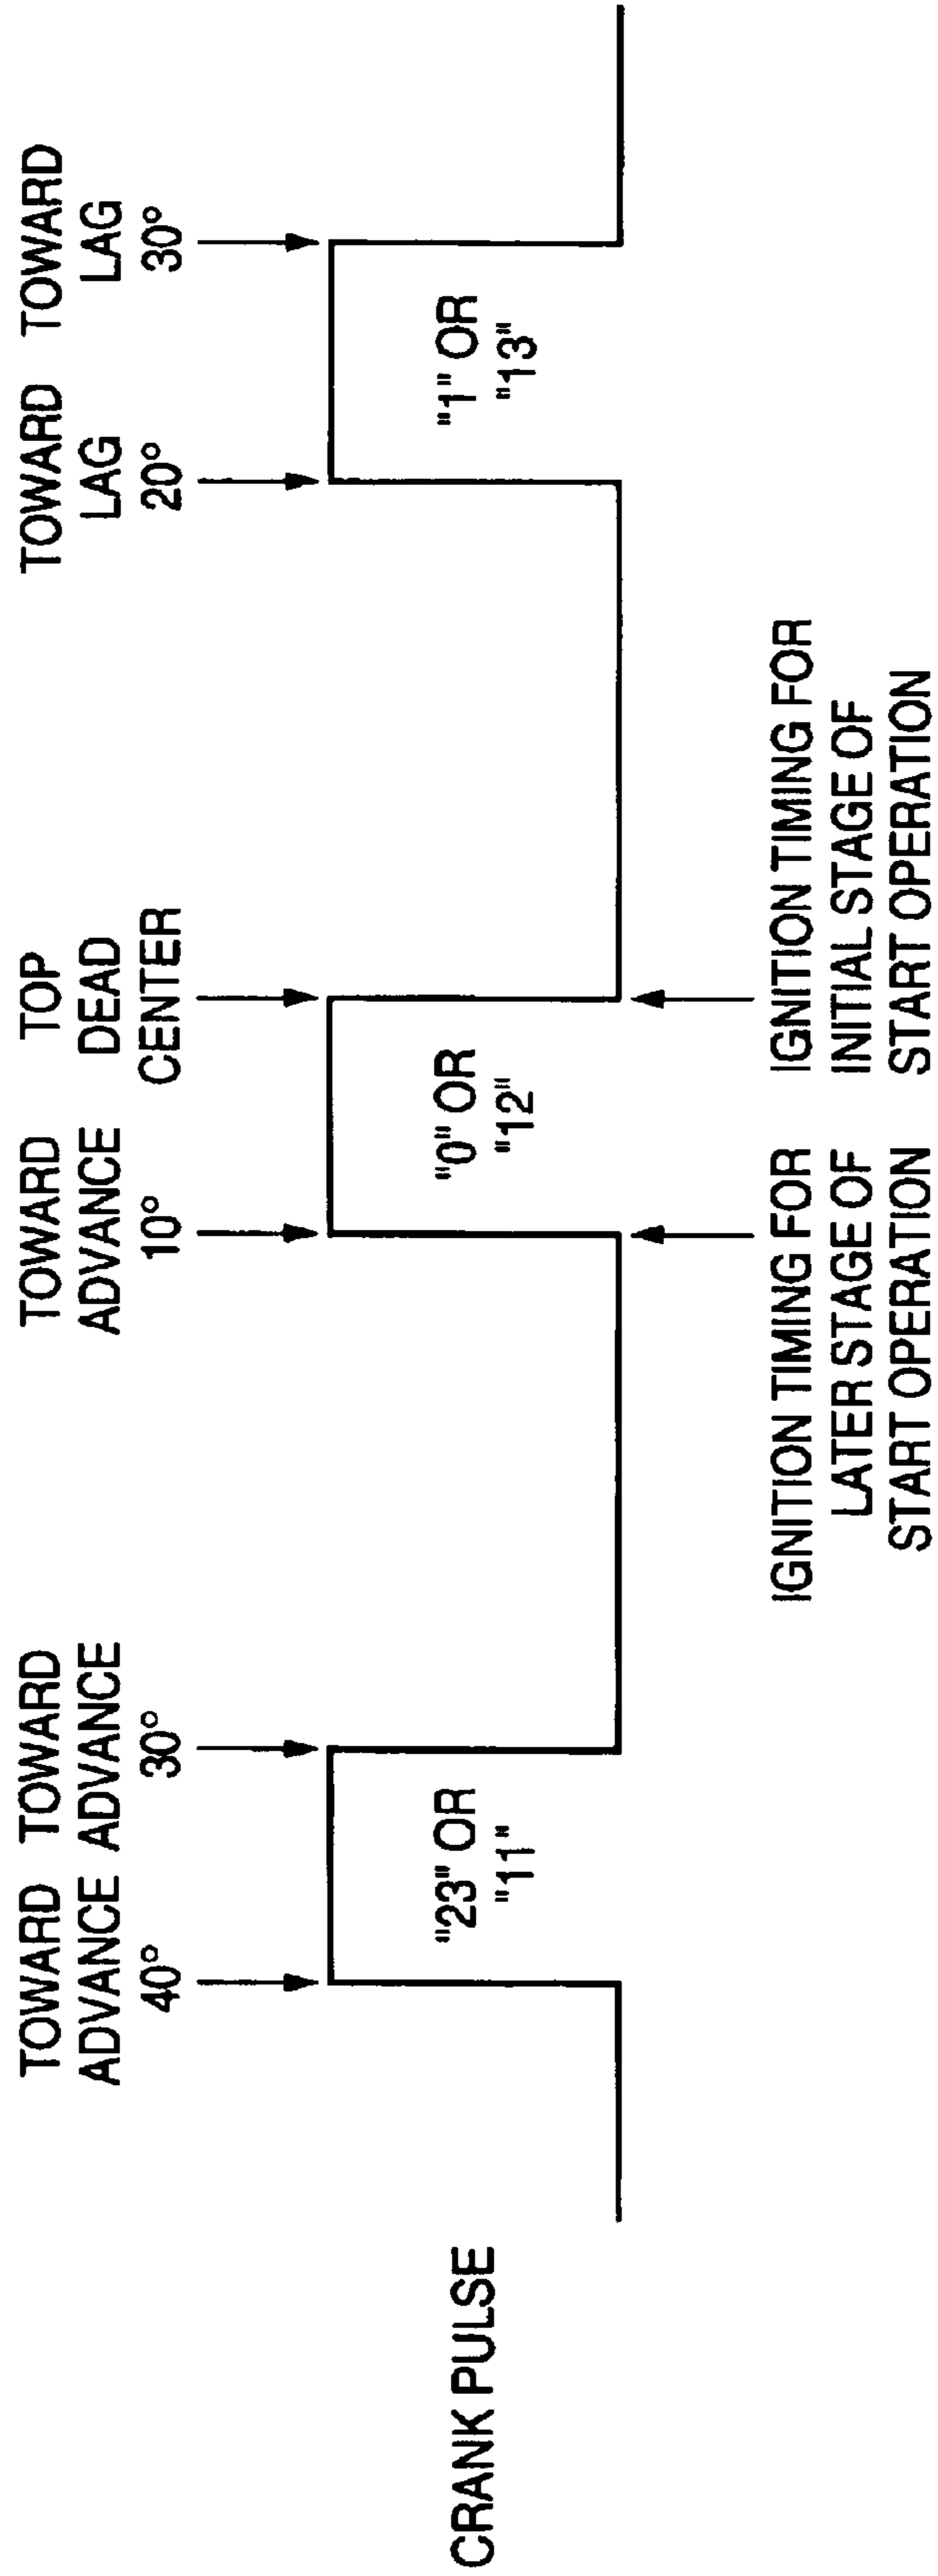 TOWARD
ADVANCE
40°
TOWARD
ADVANCE
30°
TOWARD
ADVANCE
10°
TOP
DEAD
CENTER
TOWARD
LAG
20°
TOWARD
LAG
30°
CRANK PULSE
"23" OR
"11"
"0" OR
"12"
"1" OR
"13"
IGNITION TIMING FOR
LATER STAGE OF
START OPERATION
IGNITION TIMING FOR
INITIAL STAGE OF
START OPERATION